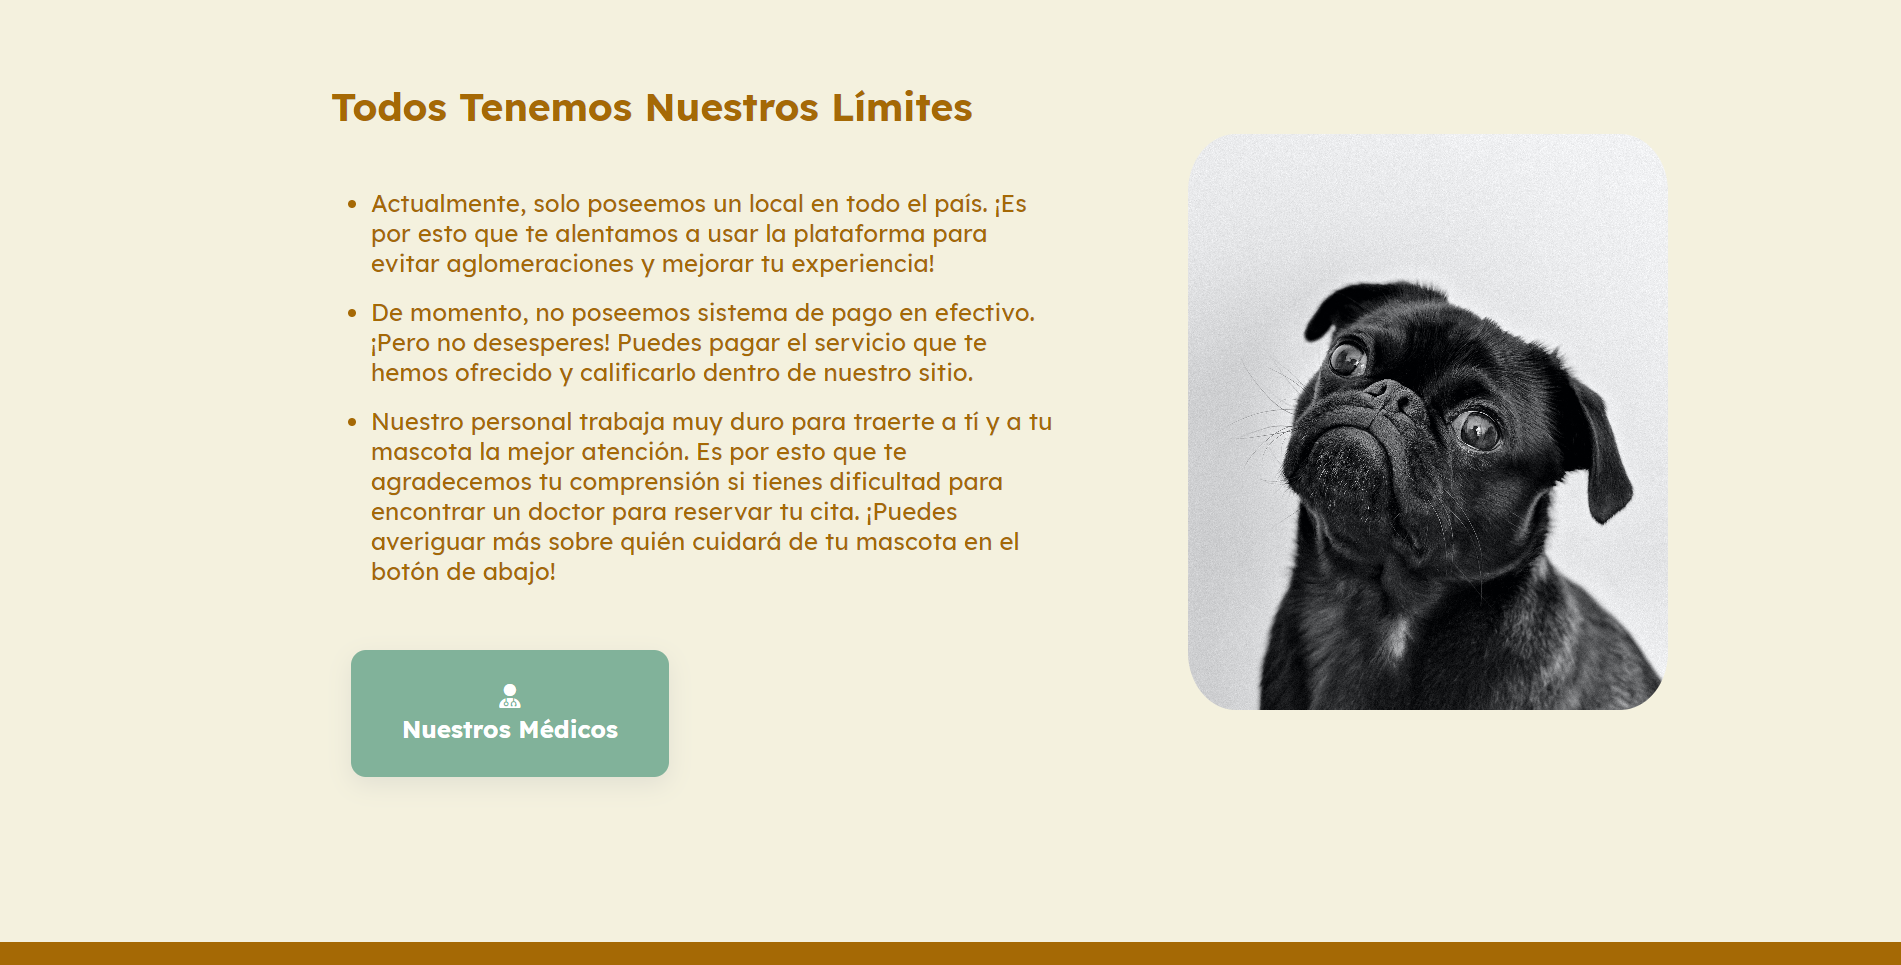 Todos Tenemos Nuestros Límites
Actualmente, solo poseemos un local en todo el país. ¡Es
por esto que te alentamos a usar la plataforma para
evitar aglomeraciones y mejorar tu experiencia!
De momento, no poseemos sistema de pago en efectivo.
¡Pero no desesperes! Puedes pagar el servicio que te
hemos ofrecido y calificarlo dentro de nuestro sitio.
Nuestro personal trabaja muy duro para traerte a tí y a tu
mascota la mejor atención. Es por esto que te
agradecemos tu comprensión si tienes dificultad para
encontrar un doctor para reservar tu cita. ¡Puedes
averiguar más sobre quién cuidará de tu mascota en el
botón de abajo!
Nuestros Médicos